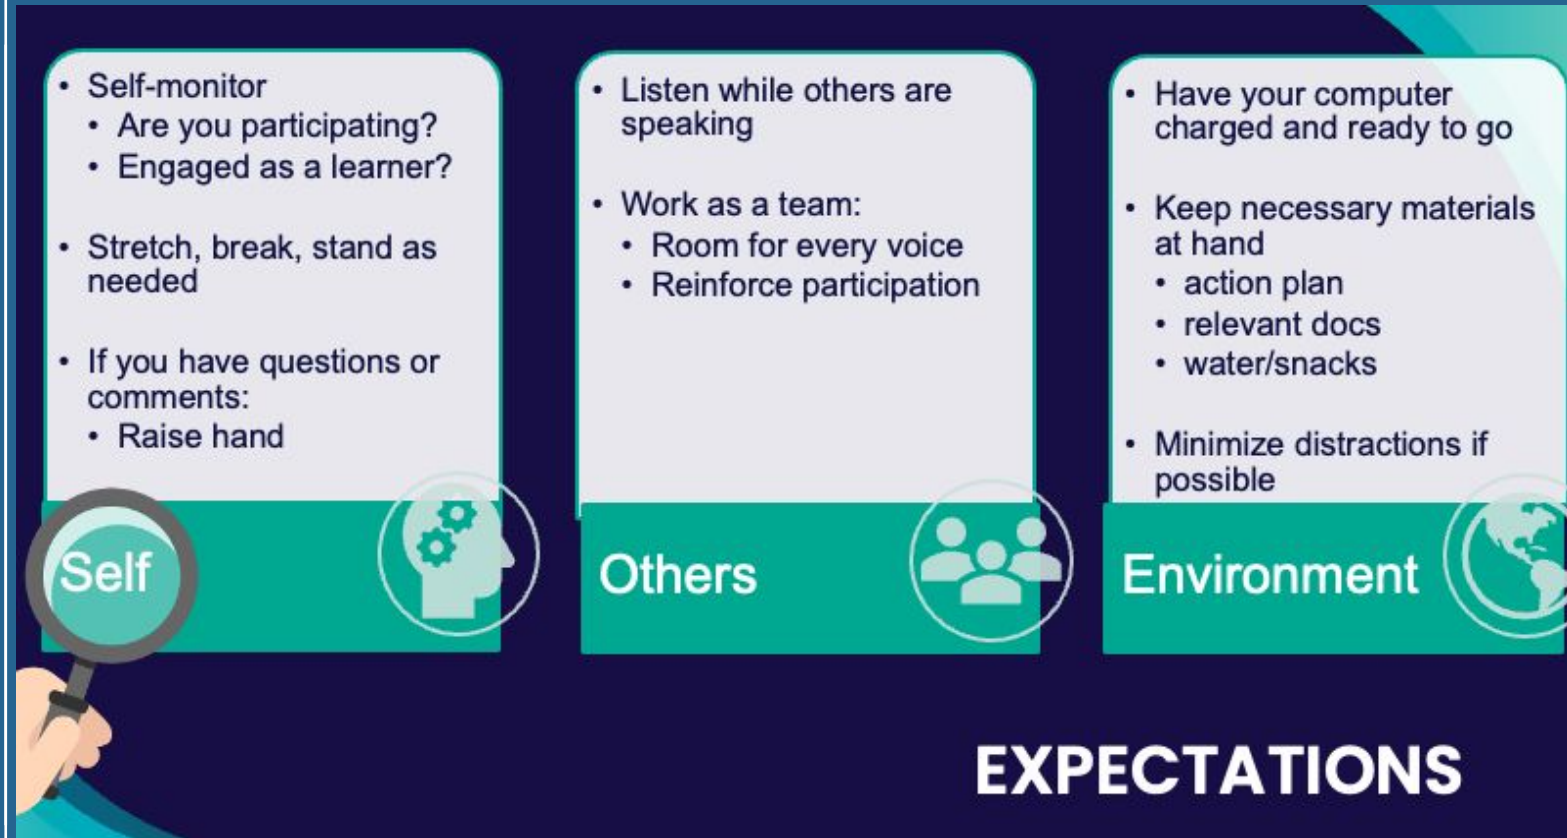 • Self-monitor
• Are you participating?
• Engaged as a learner?
• Stretch, break, stand as
needed
• If you have questions or
comments:
• Raise hand
Self
• Listen while others are
speaking
• Work as a team:
• Room for every voice
• Reinforce participation
Others
• Have your computer
charged and ready to go
• Keep necessary materials
at hand
• action plan
• relevant docs
• water/snacks
• Minimize distractions if
possible
Environment
EXPECTATIONS